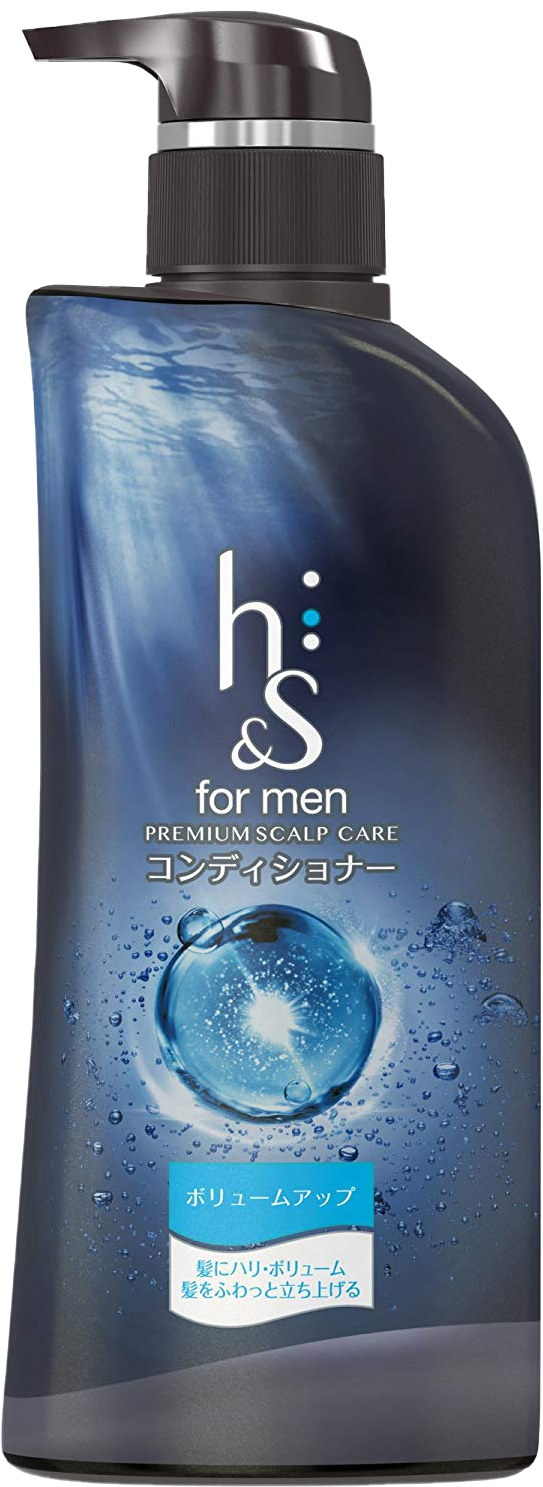 h&S
for men
PREMIUM SCALP CARE
コンディショナー
ボリュームアップ
髪にハリ・ボリューム
髪をふわっと立ち上げる